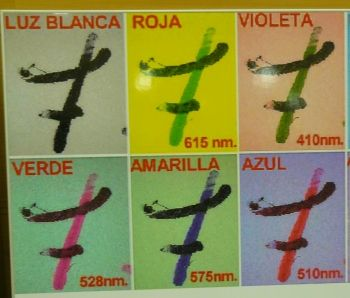 LUZ BLANCA
ROJA
VIOLETA
615 nm.
410nm.
VERDE
AMARILLA
AZUL
528nm.
575nm.
510nm.